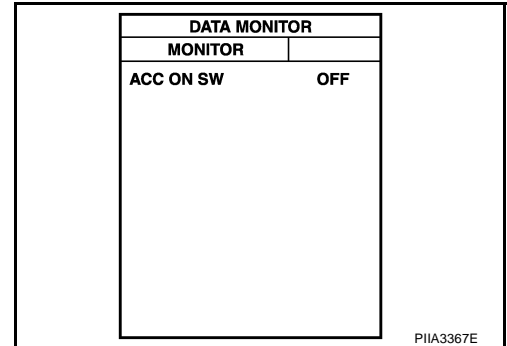 DATA MONITOR
MONITOR
ACC ON SW OFF
PIIA3367E